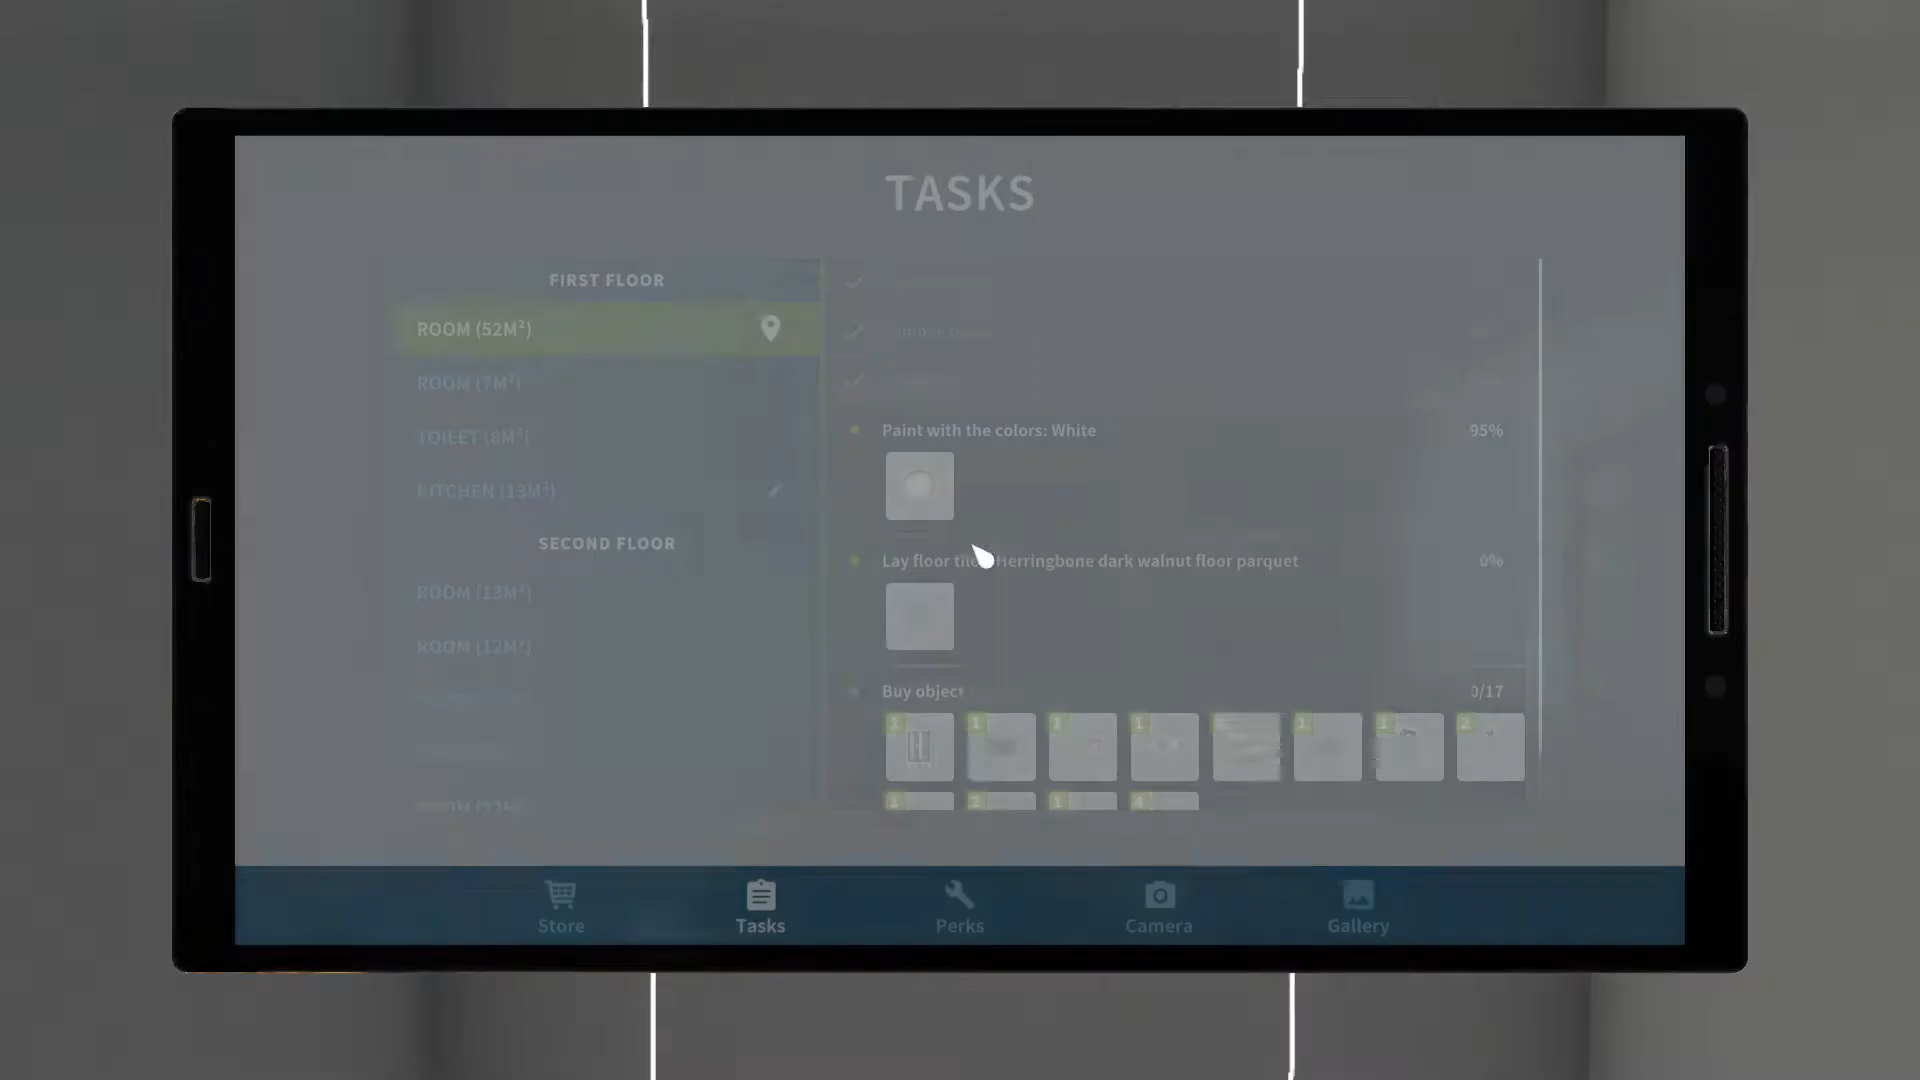 TASKS
FIRST FLOOR
ROOM (52M²)
ROOM (7M²)
TOILET (8M²)
KITCHEN (13M²)
SECOND FLOOR
ROOM (13M²)
ROOM (12M²)
Paint with the colors: White 95%
Lay floor Herringbone dark walnut floor parquet 0%
Buy 0/17
1 1 1 1 1 1 2
1 2 1 4
Store Tasks Perks Camera Gallery